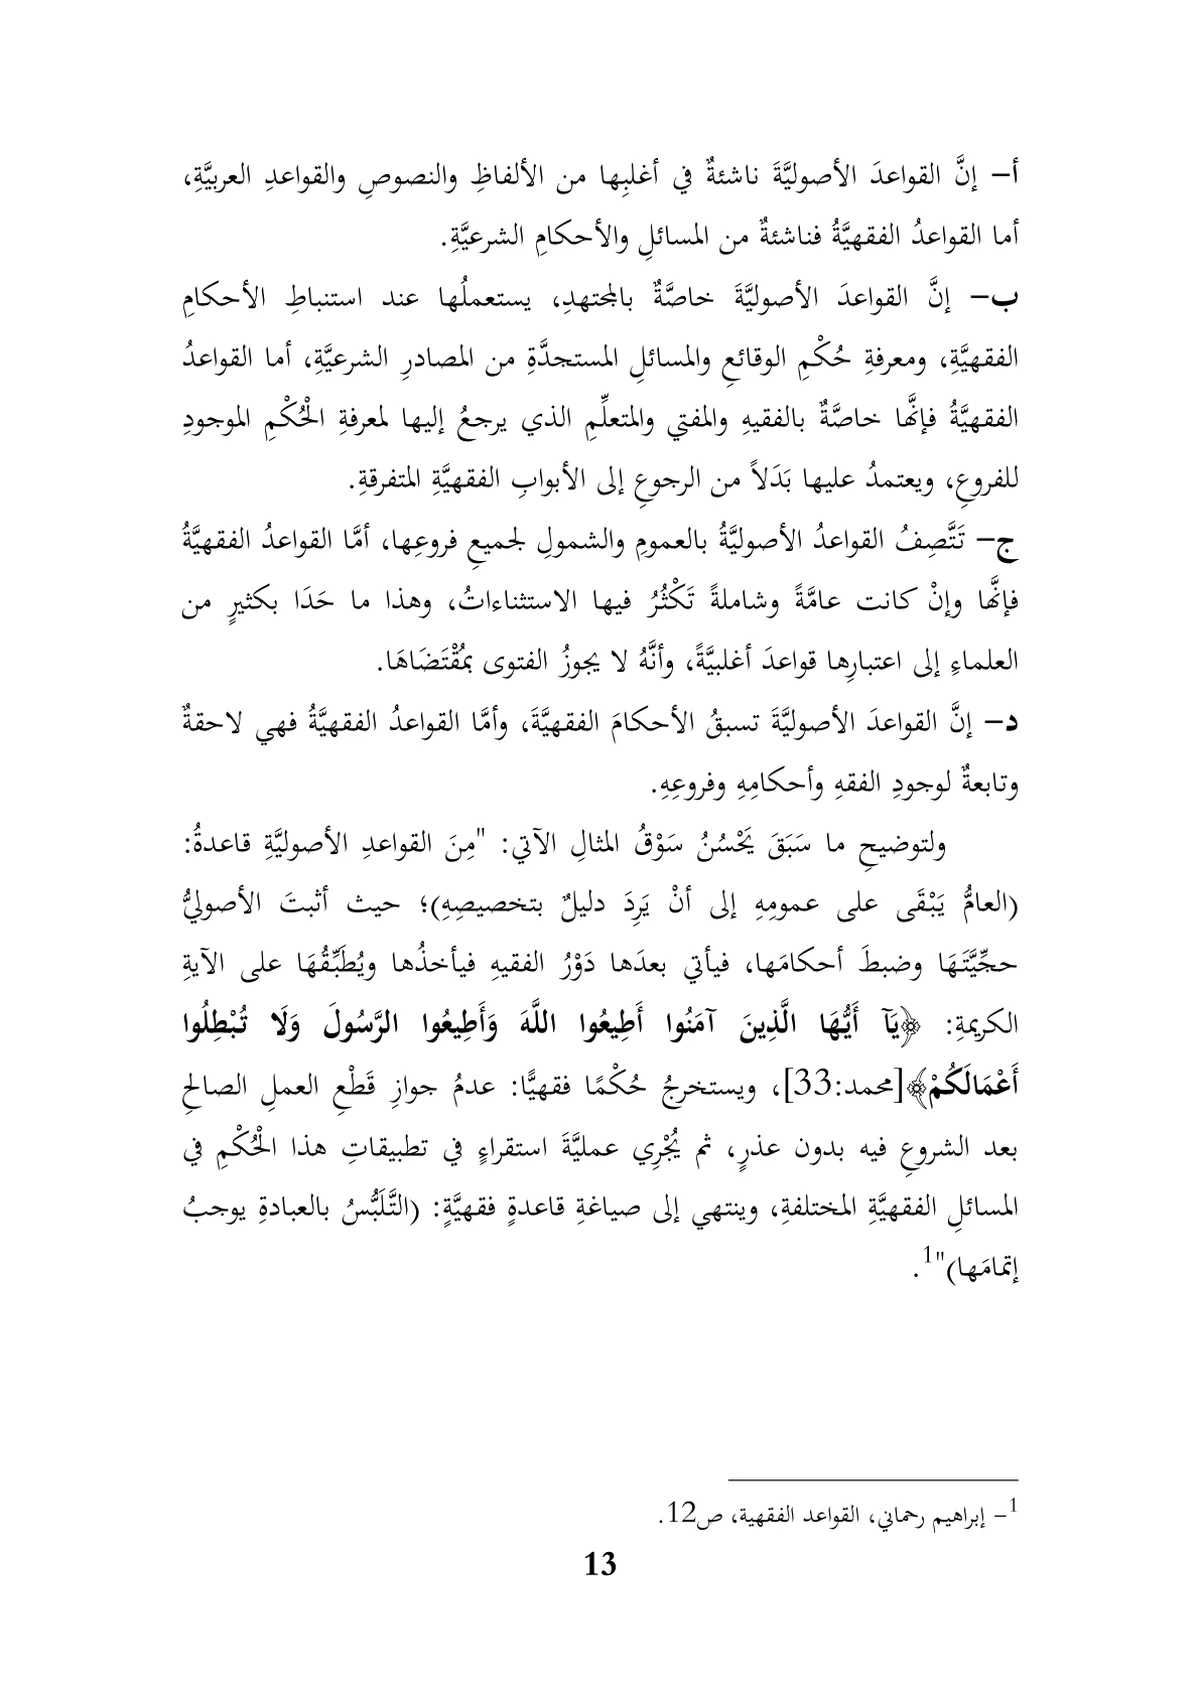 أ- إنَّ القواعدَ الأصوليَّةَ ناشئةٌ في أغلبِها من الألفاظِ والنصوصِ والقواعدِ العربيَّةِ،
أما القواعدُ الفقهيَّةُ فناشئةٌ من المسائلِ والأحكامِ الشرعيَّةِ.
ب- إنَّ القواعدَ الأصوليَّةَ خاصَّةٌ بالمجتهدِ، يستعملُها عند استنباطِ الأحكامِ
الفقهيَّةِ، ومعرفةِ حُكْمِ الوقائعِ والمسائلِ المستجدَّةِ من المصادرِ الشرعيَّةِ، أما القواعدُ
الفقهيَّةُ فإنَّها خاصَّةٌ بالفقيهِ والمفتي والمتعلِّمِ الذي يرجعُ إليها لمعرفةِ الْحُكْمِ الموجودِ
للفروعِ، ويعتمدُ عليها بَدَلاً من الرجوعِ إلى الأبوابِ الفقهيَّةِ المتفرقةِ.
ج- تَتَّصِفُ القواعدُ الأصوليَّةُ بالعمومِ والشمولِ لجميعِ فروعِها، أمَّا القواعدُ الفقهيَّةُ
فإنَّها وإنْ كانت عامَّةً وشاملةً تَكْثُرُ فيها الاستثناءاتُ، وهذا ما حَدَا بكثيرٍ من
العلماءِ إلى اعتبارِها قواعدَ أغلبيَّةً، وأنَّهُ لا يجوزُ الفتوى بمُقْتَضَاهَا.
د- إنَّ القواعدَ الأصوليَّةَ تسبقُ الأحكامَ الفقهيَّةَ، وأمَّا القواعدُ الفقهيَّةُ فهي لاحقةٌ
وتابعةٌ لوجودِ الفقهِ وأحكامِهِ وفروعِهِ.
ولتوضيحِ ما سَبَقَ يَحْسُنُ سَوْقُ المثالِ الآتي: "مِنَ القواعدِ الأصوليَّةِ قاعدةُ:
(العامُّ يَبْقَى على عمومِهِ إلى أنْ يَرِدَ دليلٌ بتخصيصِهِ)؛ حيث أثبتَ الأصوليُّ
حجِّيَّتَهَا وضبطَ أحكامَها، فيأتي بعدَها دَوْرُ الفقيهِ فيأخذُها ويُطَبِّقُهَا على الآيةِ
الكريمةِ: ﴿يَآ أَيُّهَا الَّذِينَ آمَنُوا أَطِيعُوا اللَّهَ وَأَطِيعُوا الرَّسُولَ وَلَا تُبْطِلُوا
أَعْمَالَكُمْ﴾[محمد:33]، ويستخرجُ حُكْمًا فقهيًّا: عدمُ جوازِ قَطْعِ العملِ الصالحِ
بعد الشروعِ فيه بدون عذرٍ، ثم يُجْرِي عمليَّةَ استقراءٍ في تطبيقاتِ هذا الْحُكْمِ في
المسائلِ الفقهيَّةِ المختلفةِ، وينتهي إلى صياغةِ قاعدةٍ فقهيَّةٍ: (التَّلَبُّسُ بالعبادةِ يوجبُ
إتمامَها)"1.
1- إبراهيم رحماني، القواعد الفقهية، ص12.
13